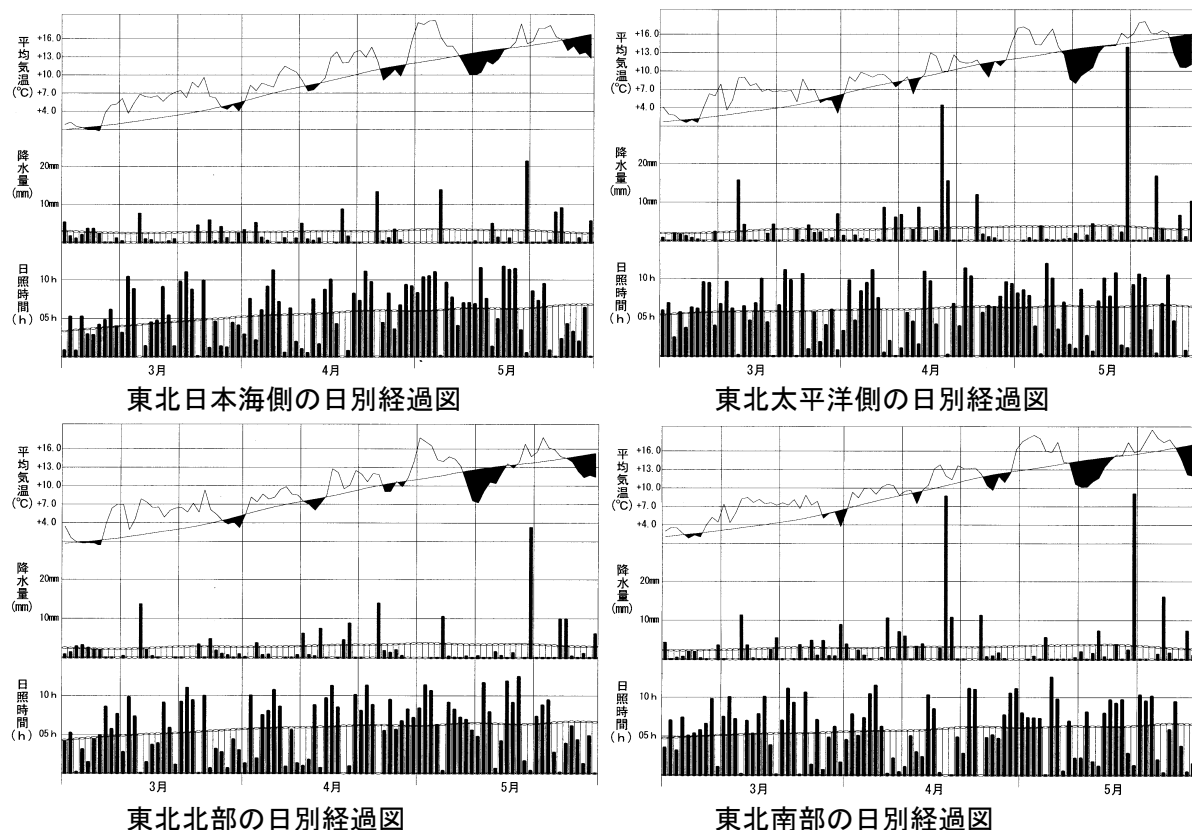 平均気温(℃)
+16.0
+13.0
+10.0
+7.0
+4.0
降水量(mm)
20mm
10mm
日照時間(h)
10 h
05 h
3月 4月 5月
東北日本海側の日別経過図
平均気温(℃)
+16.0
+13.0
+10.0
+7.0
+4.0
降水量(mm)
20mm
10mm
日照時間(h)
10 h
05 h
3月 4月 5月
東北太平洋側の日別経過図
平均気温(℃)
+16.0
+13.0
+10.0
+7.0
+4.0
降水量(mm)
20mm
10mm
日照時間(h)
10 h
05 h
3月 4月 5月
東北北部の日別経過図
平均気温(℃)
+16.0
+13.0
+10.0
+7.0
+4.0
降水量(mm)
20mm
10mm
日照時間(h)
10 h
05 h
3月 4月 5月
東北南部の日別経過図